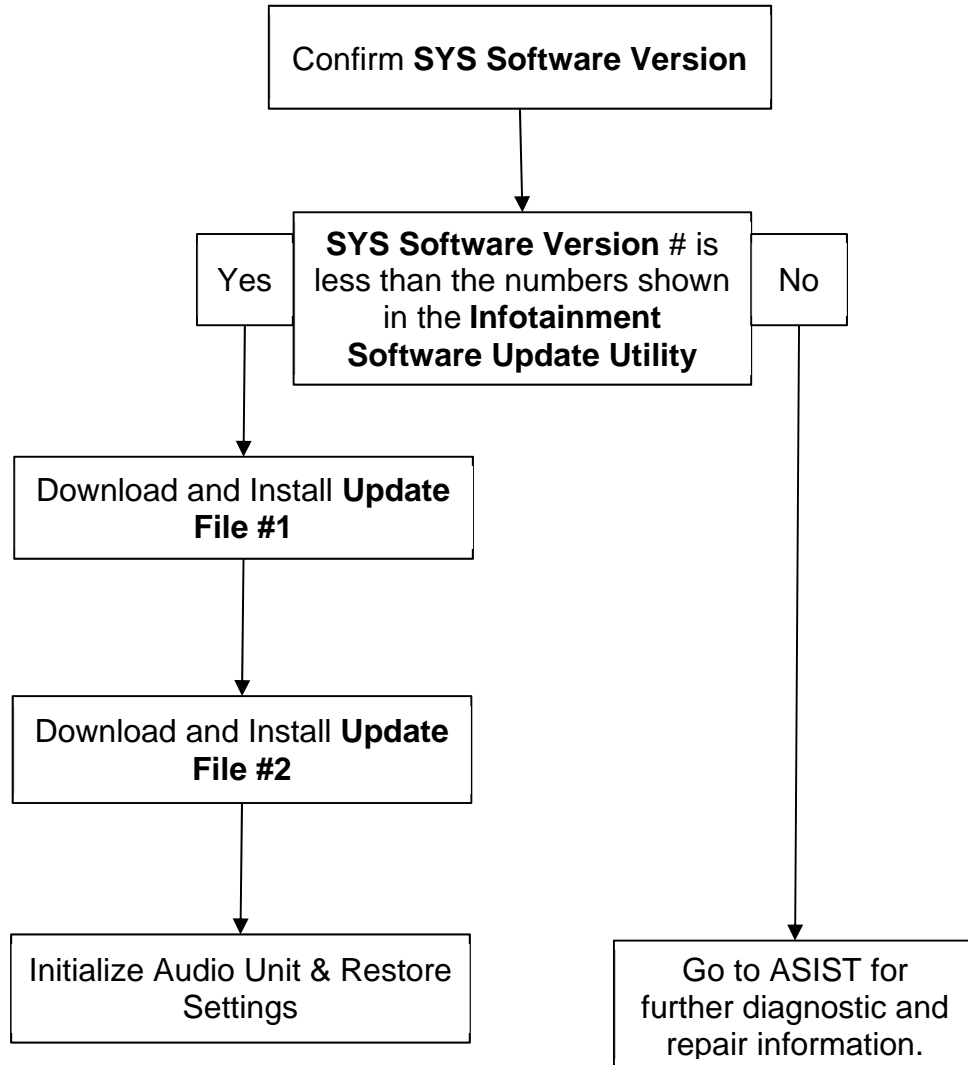 Confirm SYS Software Version
Yes
SYS Software Version # is
less than the numbers shown
in the Infotainment
Software Update Utility
No
Download and Install Update
File #1
Download and Install Update
File #2
Initialize Audio Unit & Restore
Settings
Go to ASIST for
further diagnostic and
repair information.